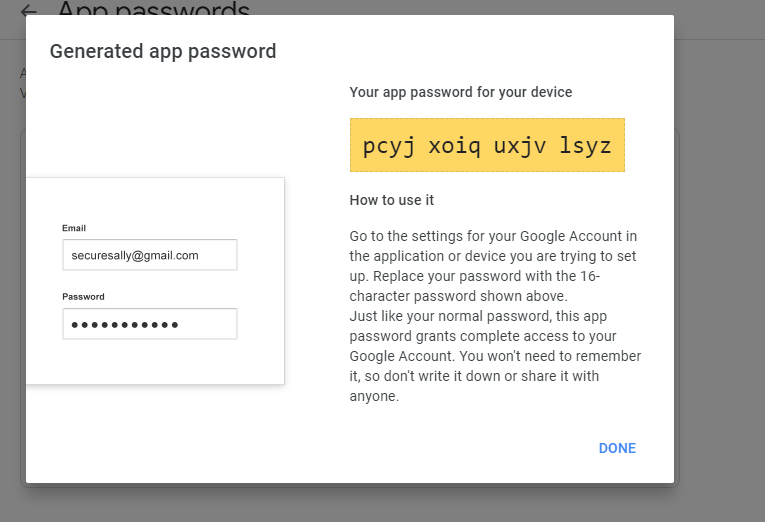 App passwords
Generated app password
Your app password for your device
pcyj xoiq uxjv lsyz
How to use it
Go to the settings for your Google Account in
the application or device you are trying to set
up. Replace your password with the 16-
character password shown above.
Just like your normal password, this app
password grants complete access to your
Google Account. You won't need to remember
it, so don't write it down or share it with
anyone.
Email
securesally@gmail.com
Password
DONE